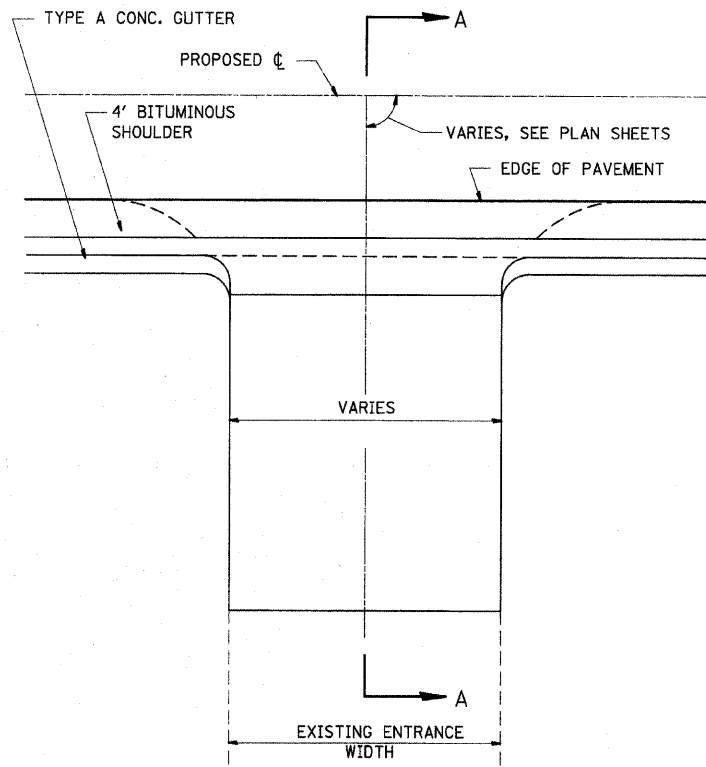 TYPE A CONC. GUTTER
A
PROPOSED ℄
4' BITUMINOUS
SHOULDER
VARIES, SEE PLAN SHEETS
EDGE OF PAVEMENT
VARIES
A
EXISTING ENTRANCE
WIDTH